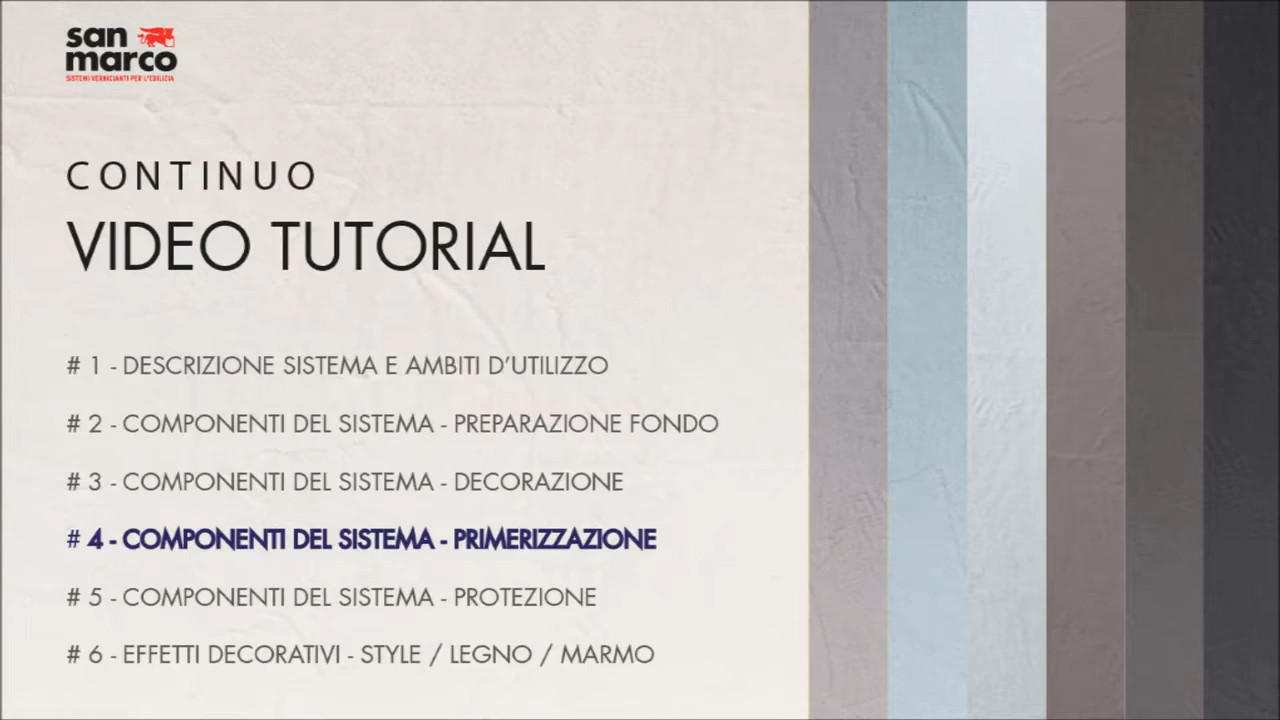 san
marco
SISTEMI VERNICIANTI PER L'EDILIZIA
CONTINUO
VIDEO TUTORIAL
# 1 - DESCRIZIONE SISTEMA E AMBITI D’UTILIZZO
# 2 - COMPONENTI DEL SISTEMA - PREPARAZIONE FONDO
# 3 - COMPONENTI DEL SISTEMA - DECORAZIONE
# 4 - COMPONENTI DEL SISTEMA - PRIMERIZZAZIONE
# 5 - COMPONENTI DEL SISTEMA - PROTEZIONE
# 6 - EFFETTI DECORATIVI - STYLE / LEGNO / MARMO